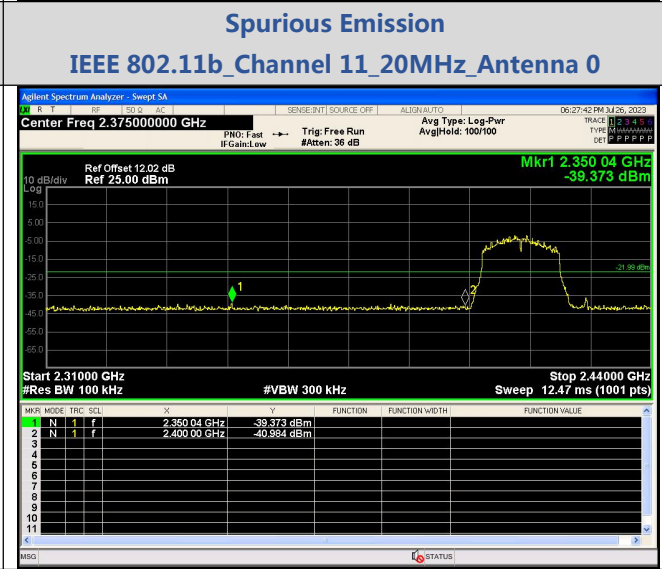 Spurious Emission
IEEE 802.11b_Channel 11_20MHz_Antenna 0
Agilent Spectrum Analyzer - Swept SA
R T RF 50 Ω AC SENSE:INT SOURCE OFF ALIGN AUTO 06:27:42 PM Jul 26, 2023
Center Freq 2.375000000 GHz
PNO: Fast
IFGain:Low
Trig: Free Run
#Atten: 36 dB
Avg Type: Log-Pwr
Avg|Hold: 100/100
TRACE 1 2 3 4 5 6
TYPE M
DET P P P P P P
Mkr1 2.350 04 GHz
-39.373 dBm
Ref Offset 12.02 dB
10 dB/div Ref 25.00 dBm
Log
15.0
5.00
-5.00
-15.0
-25.0
-35.0
-45.0
-55.0
-65.0
-21.99 dBm
1
2
Start 2.31000 GHz Stop 2.44000 GHz
#Res BW 100 kHz #VBW 300 kHz Sweep 12.47 ms (1001 pts)
MKR MODE TRC SCL X Y FUNCTION FUNCTION WIDTH FUNCTION VALUE
1 N 1 f 2.350 04 GHz -39.373 dBm
2 N 1 f 2.400 00 GHz -40.984 dBm
3
4
5
6
7
8
9
10
11
MSG STATUS